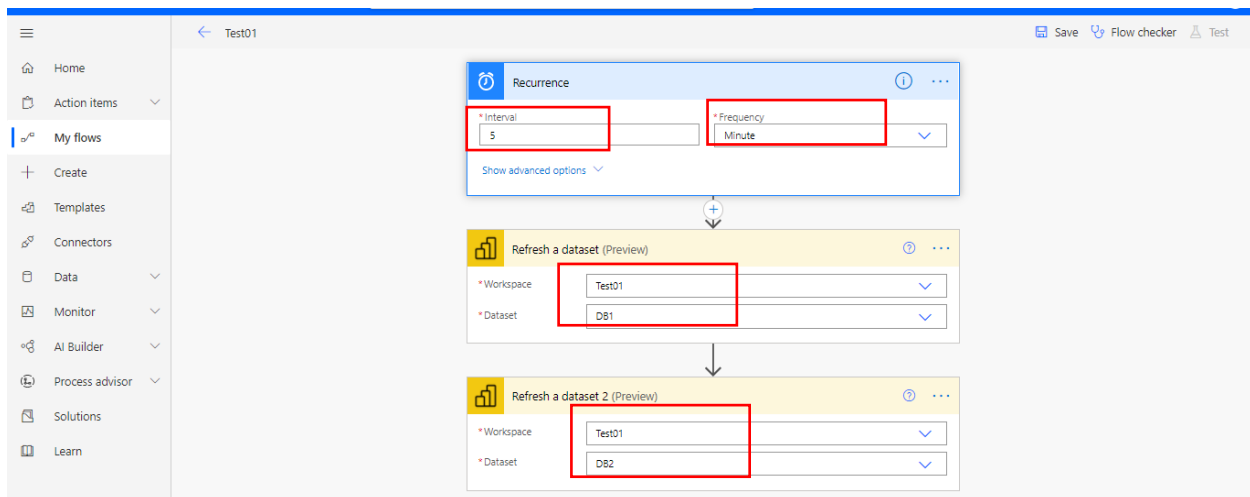 Test01
Save Flow checker Test
Home
Action items
My flows
Create
Templates
Connectors
Data
Monitor
AI Builder
Process advisor
Solutions
Learn
Recurrence
* Interval
* Frequency
5
Minute
Show advanced options
Refresh a dataset (Preview)
* Workspace
Test01
* Dataset
DB1
Refresh a dataset 2 (Preview)
* Workspace
Test01
* Dataset
DB2